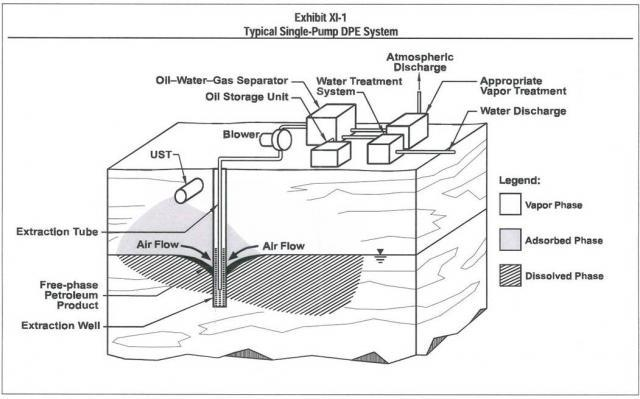 Exhibit XI-1
Typical Single-Pump DPE System
Atmospheric
Discharge
Oil–Water–Gas Separator
Water Treatment
System
Appropriate
Vapor Treatment
Oil Storage Unit
Water Discharge
Blower
UST
Legend:
Vapor Phase
Extraction Tube
Air Flow
Air Flow
Adsorbed Phase
Dissolved Phase
Free-phase
Petroleum
Product
Extraction Well